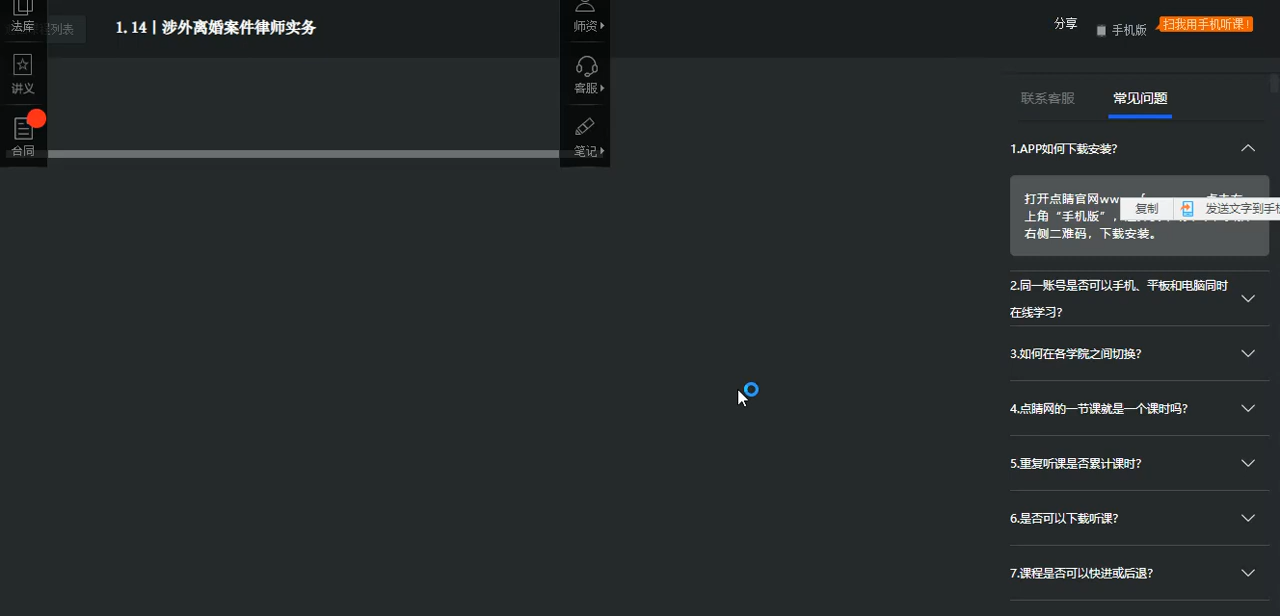 法库
列表
1.14丨涉外离婚案件律师实务
师资
分享
手机版
扫我用手机听课!
讲义
客服
合同
笔记
联系客服
常见问题
1.APP如何下载安装?
打开点睛官网
复制
发送文字到手
上角“手机版”,
右侧二难码，下载安装。
2.同一账号是否可以手机、平板和电脑同时
在线学习?
3.如何在各学院之间切换?
4.点睛网的一节课就是一个课时吗?
5.重复听课是否累计课时?
6.是否可以下载听课?
7.课程是否可以快进或后退?